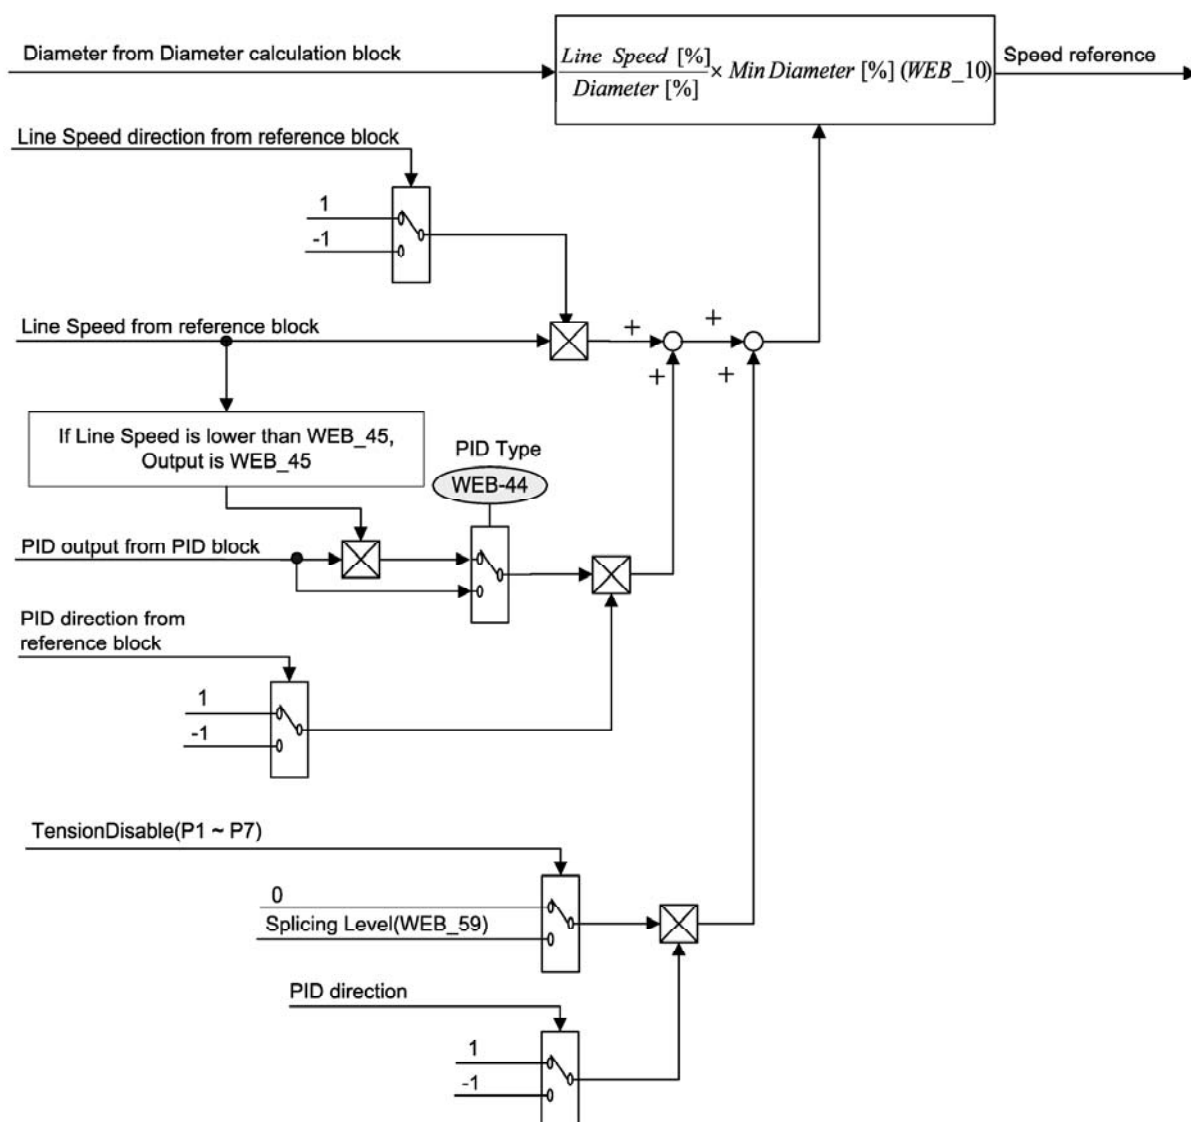 Diameter from Diameter calculation block
Line Speed [%]
Diameter [%]
× Min Diameter [%] (WEB_10)
Speed reference
Line Speed direction from reference block
1
-1
Line Speed from reference block
+
+
+
+
If Line Speed is lower than WEB_45,
Output is WEB_45
PID Type
WEB-44
PID output from PID block
PID direction from
reference block
1
-1
TensionDisable(P1 ~ P7)
0
Splicing Level(WEB_59)
PID direction
1
-1